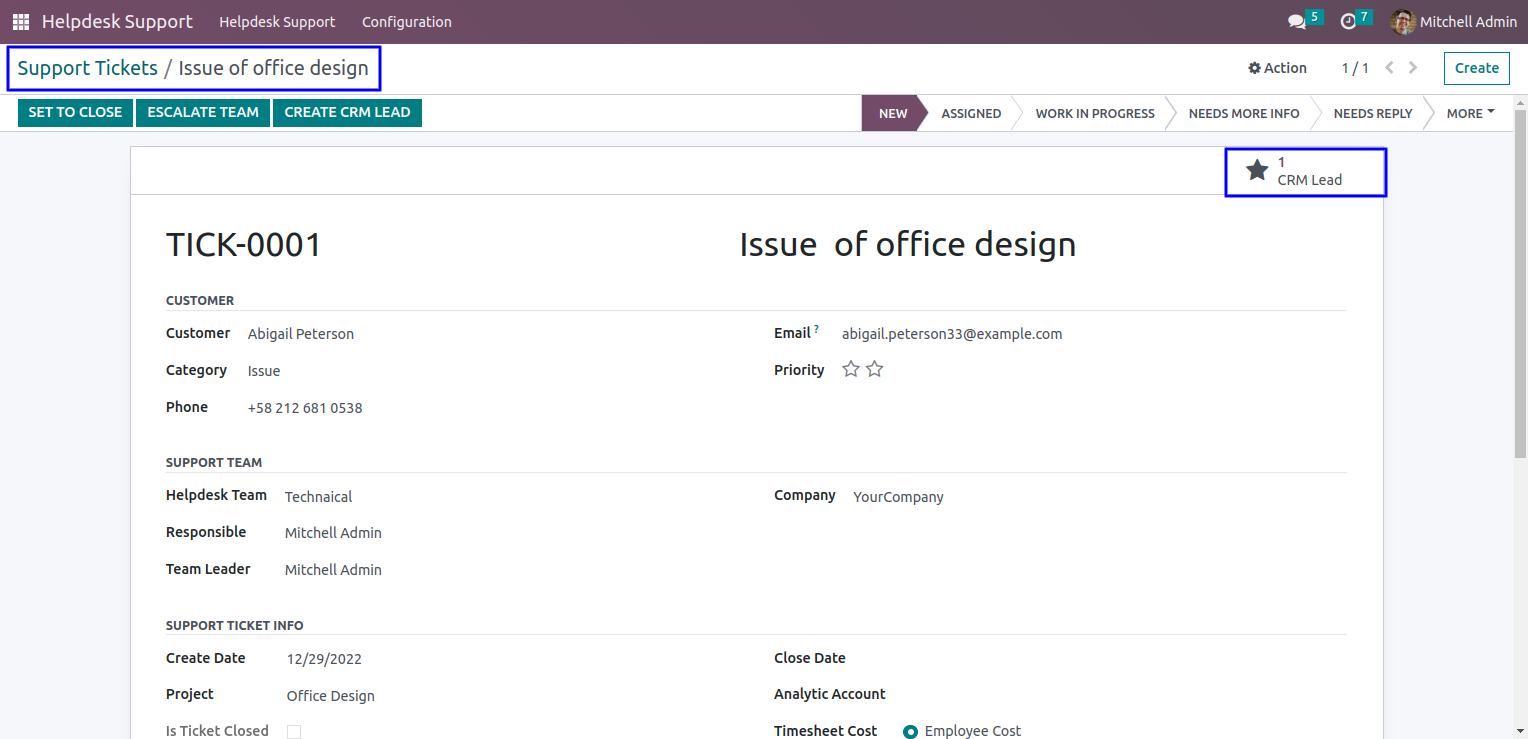 Helpdesk Support Helpdesk Support Configuration 5 7 Mitchell Admin
Support Tickets / Issue of office design Action 1 / 1 Create
SET TO CLOSE ESCALATE TEAM CREATE CRM LEAD NEW ASSIGNED WORK IN PROGRESS NEEDS MORE INFO NEEDS REPLY MORE
1
CRM Lead
TICK-0001 Issue of office design
CUSTOMER
Customer Abigail Peterson Email ? abigail.peterson33@example.com
Category Issue Priority
Phone +58 212 681 0538
SUPPORT TEAM
Helpdesk Team Technaical Company YourCompany
Responsible Mitchell Admin
Team Leader Mitchell Admin
SUPPORT TICKET INFO
Create Date 12/29/2022 Close Date
Project Office Design Analytic Account
Is Ticket Closed Timesheet Cost Employee Cost